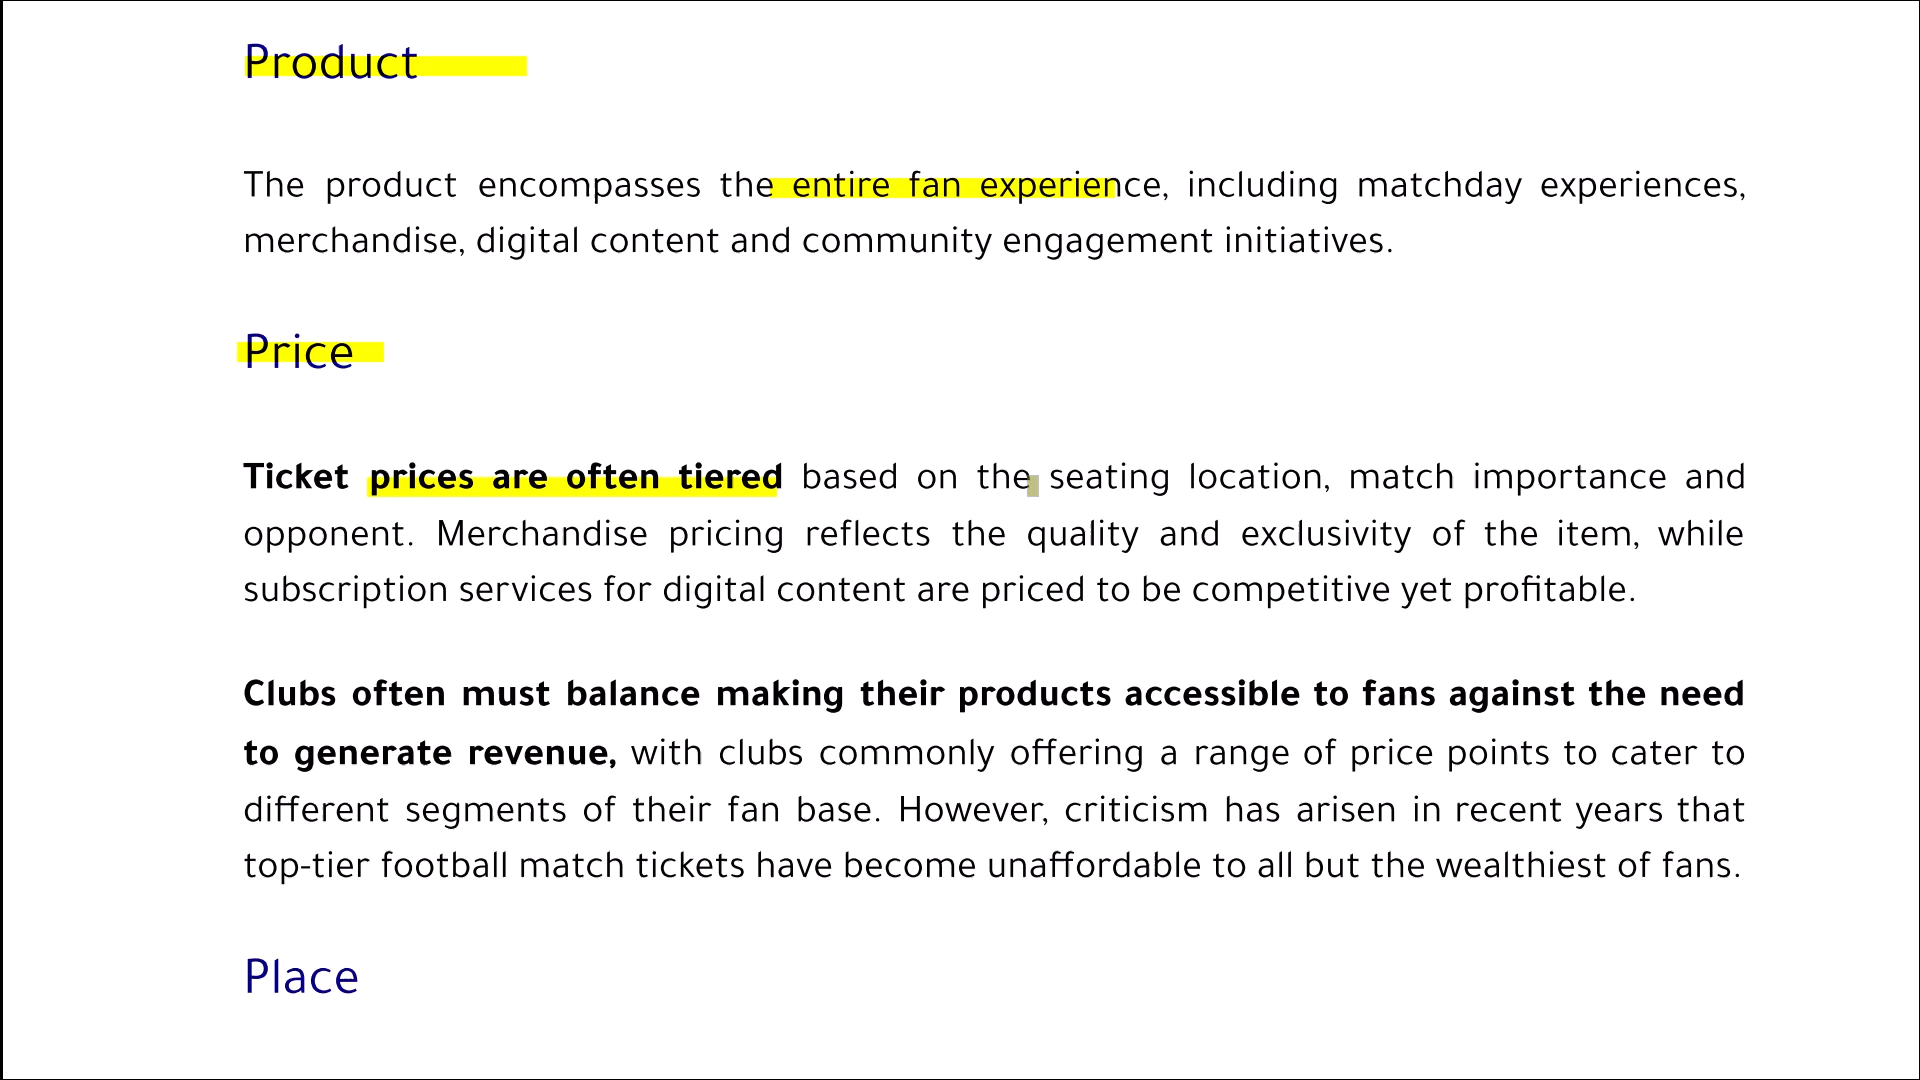 Product
The product encompasses the entire fan experience, including matchday experiences,
merchandise, digital content and community engagement initiatives.
Price
Ticket prices are often tiered based on the seating location, match importance and
opponent. Merchandise pricing reflects the quality and exclusivity of the item, while
subscription services for digital content are priced to be competitive yet profitable.
Clubs often must balance making their products accessible to fans against the need
to generate revenue, with clubs commonly offering a range of price points to cater to
different segments of their fan base. However, criticism has arisen in recent years that
top-tier football match tickets have become unaffordable to all but the wealthiest of fans.
Place